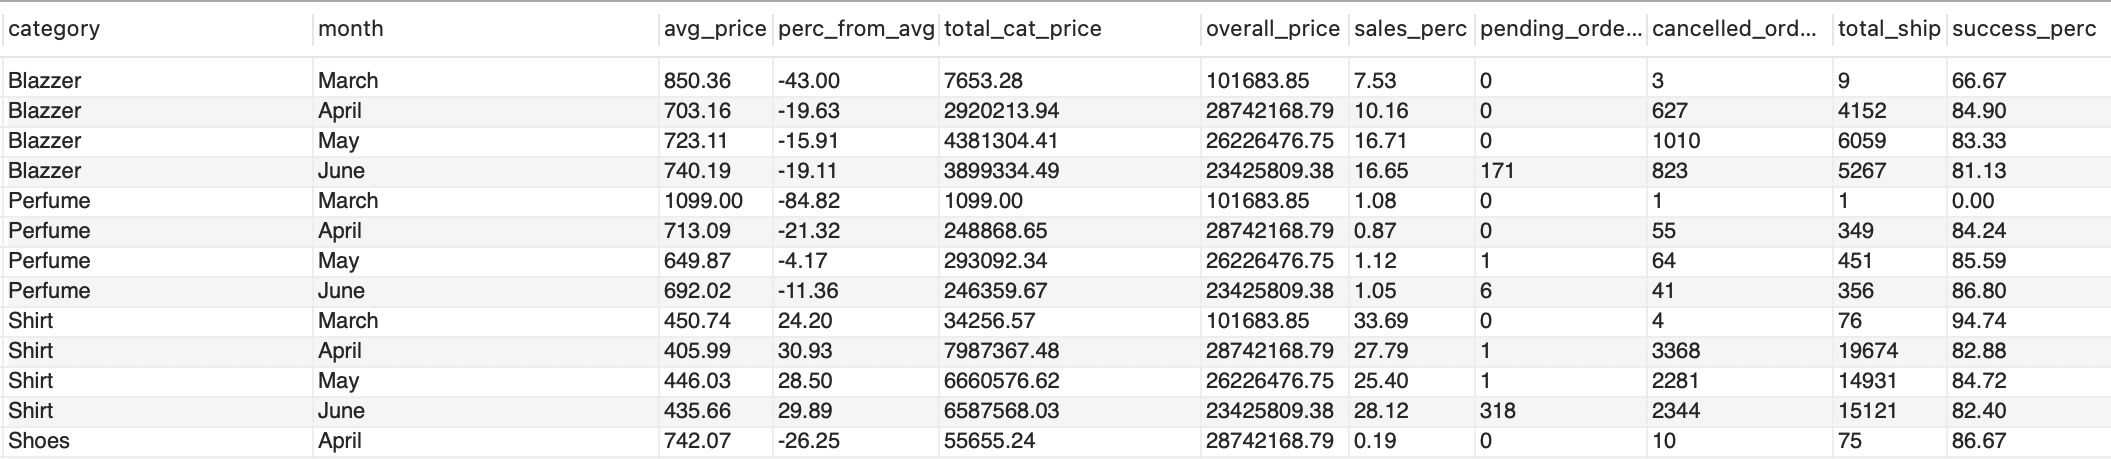 category month avg_price perc_from_avg total_cat_price overall_price sales_perc pending_orde... cancelled_ord... total_ship success_perc
Blazzer March 850.36 -43.00 7653.28 101683.85 7.53 0 3 9 66.67
Blazzer April 703.16 -19.63 2920213.94 28742168.79 10.16 0 627 4152 84.90
Blazzer May 723.11 -15.91 4381304.41 26226476.75 16.71 0 1010 6059 83.33
Blazzer June 740.19 -19.11 3899334.49 23425809.38 16.65 171 823 5267 81.13
Perfume March 1099.00 -84.82 1099.00 101683.85 1.08 0 1 1 0.00
Perfume April 713.09 -21.32 248868.65 28742168.79 0.87 0 55 349 84.24
Perfume May 649.87 -4.17 293092.34 26226476.75 1.12 1 64 451 85.59
Perfume June 692.02 -11.36 246359.67 23425809.38 1.05 6 41 356 86.80
Shirt March 450.74 24.20 34256.57 101683.85 33.69 0 4 76 94.74
Shirt April 405.99 30.93 7987367.48 28742168.79 27.79 1 3368 19674 82.88
Shirt May 446.03 28.50 6660576.62 26226476.75 25.40 1 2281 14931 84.72
Shirt June 435.66 29.89 6587568.03 23425809.38 28.12 318 2344 15121 82.40
Shoes April 742.07 -26.25 55655.24 28742168.79 0.19 0 10 75 86.67